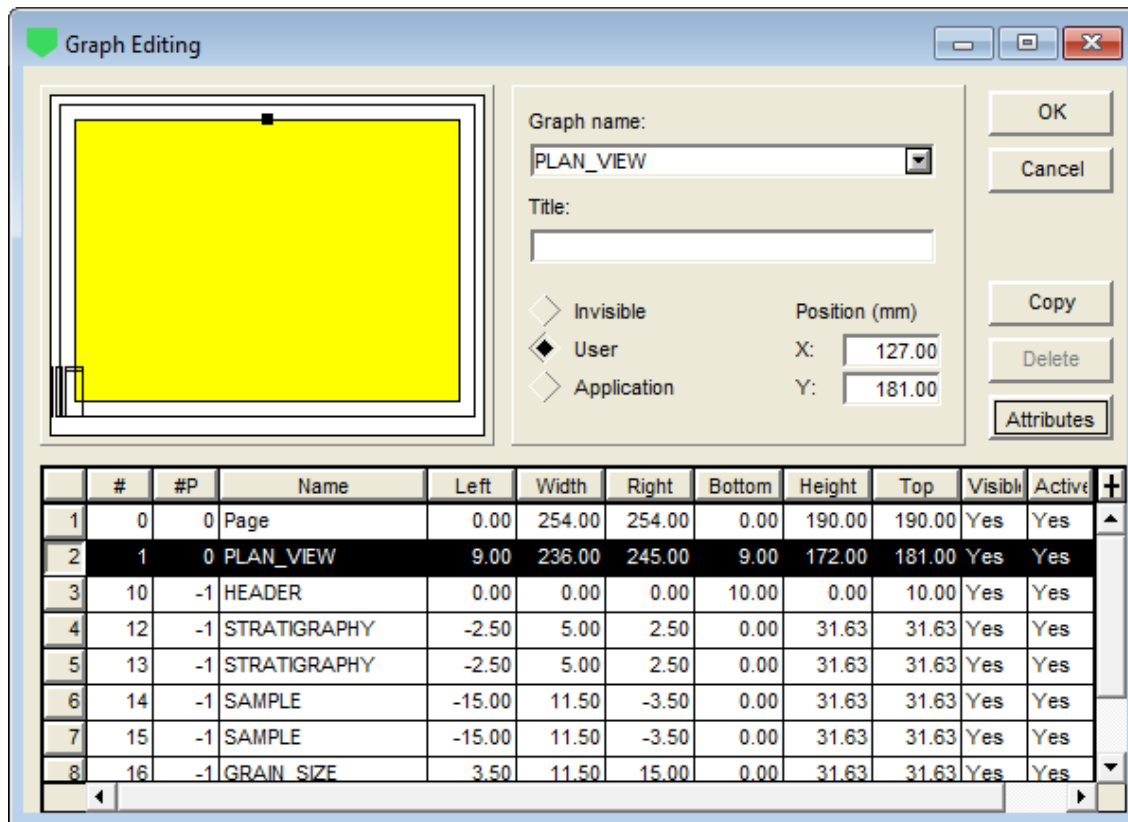 Graph Editing
Graph name:
PLAN_VIEW
Title:
Invisible
User
Application
Position (mm)
X: 127.00
Y: 181.00
OK
Cancel
Copy
Delete
Attributes
# #P Name Left Width Right Bottom Height Top Visibl Active +
1 0 0 Page 0.00 254.00 254.00 0.00 190.00 190.00 Yes Yes
2 1 0 PLAN_VIEW 9.00 236.00 245.00 9.00 172.00 181.00 Yes Yes
3 10 -1 HEADER 0.00 0.00 0.00 10.00 0.00 10.00 Yes Yes
4 12 -1 STRATIGRAPHY -2.50 5.00 2.50 0.00 31.63 31.63 Yes Yes
5 13 -1 STRATIGRAPHY -2.50 5.00 2.50 0.00 31.63 31.63 Yes Yes
6 14 -1 SAMPLE -15.00 11.50 -3.50 0.00 31.63 31.63 Yes Yes
7 15 -1 SAMPLE -15.00 11.50 -3.50 0.00 31.63 31.63 Yes Yes
8 16 -1 GRAIN_SIZE 3.50 11.50 15.00 0.00 31.63 31.63 Yes Yes